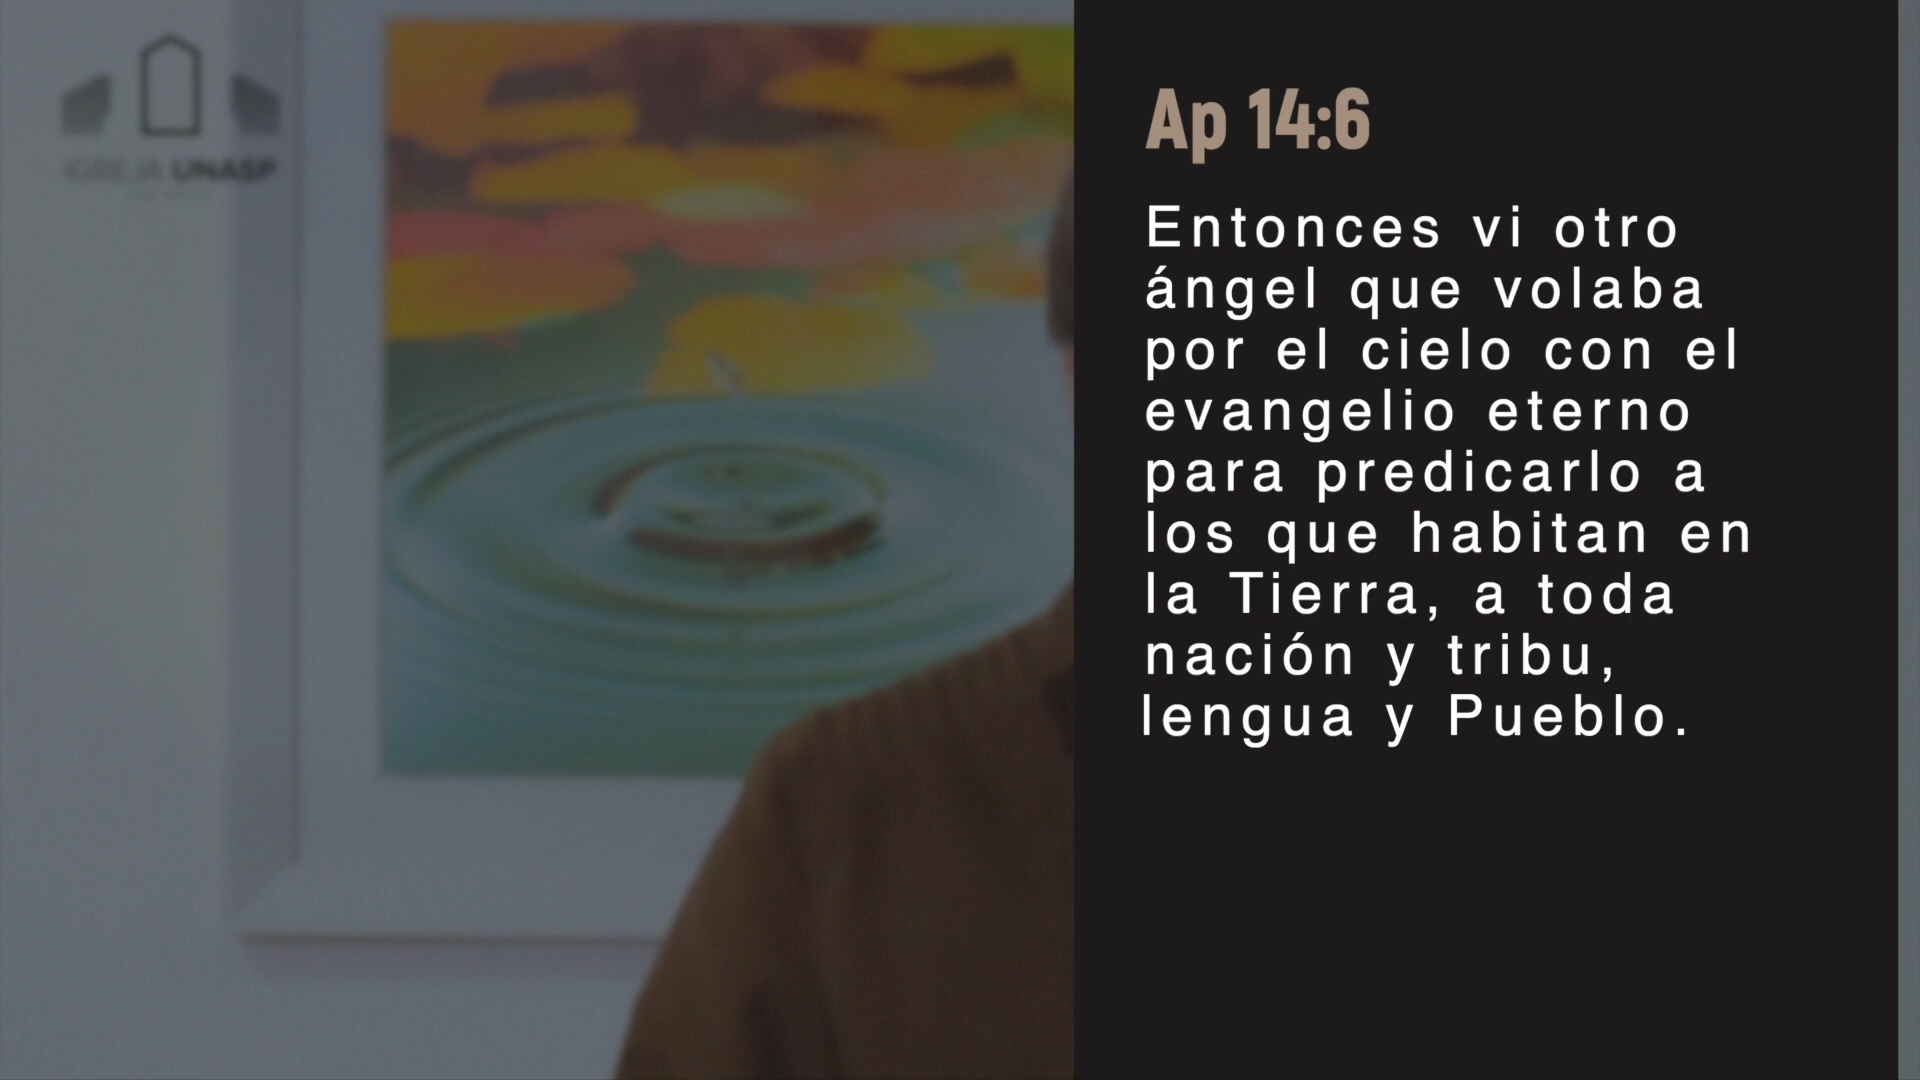 IGREJA UNASP
Ap 14:6
Entonces vi otro
ángel que volaba
por el cielo con el
evangelio eterno
para predicarlo a
los que habitan en
la Tierra, a toda
nación y tribu,
lengua y Pueblo.